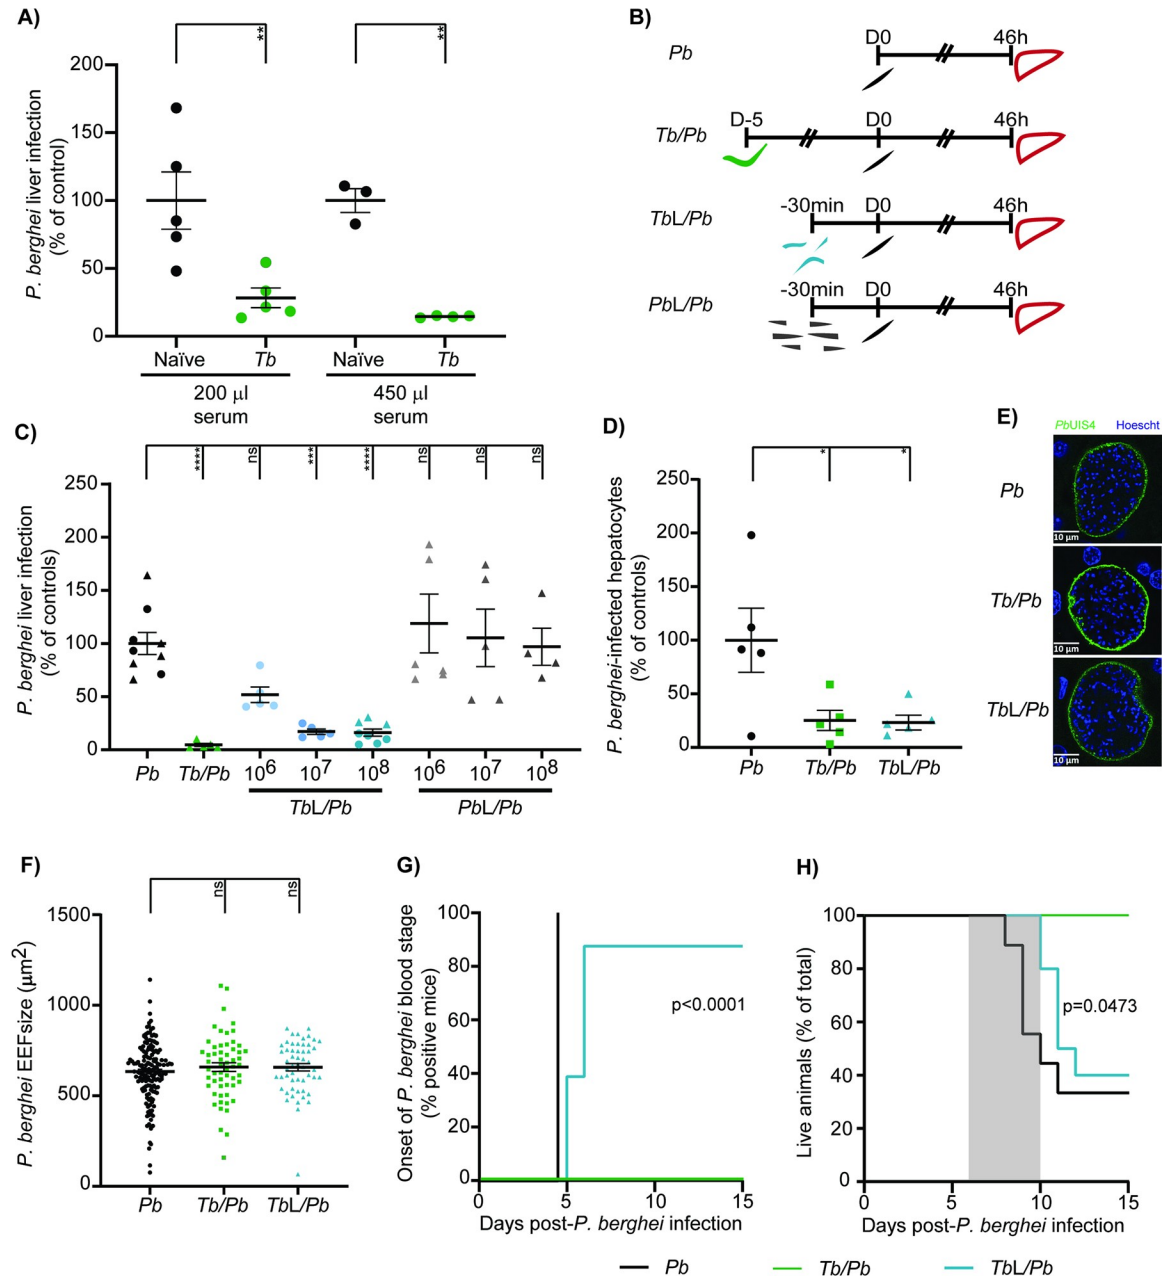 A)
**
**
200
150
100
50
0
P. berghei liver infection
(% of control)
Naïve
Tb
Naïve
Tb
200 µl
serum
450 µl
serum
B)
Pb
D0
46h
Tb/Pb
D-5
D0
46h
TbL/Pb
-30min
D0
46h
PbL/Pb
-30min
D0
46h
C)
****
ns
***
****
ns
ns
ns
250
200
150
100
50
0
P. berghei liver infection
(% of controls)
Pb
Tb/Pb
10⁶
10⁷
10⁸
10⁶
10⁷
10⁸
TbL/Pb
PbL/Pb
D)
*
*
250
200
150
100
50
0
P. berghei-infected hepatocytes
(% of controls)
Pb
Tb/Pb
TbL/Pb
E)
PbUIS4
Hoescht
Pb
10 µm
Tb/Pb
10 µm
TbL/Pb
10 µm
F)
ns
ns
1500
1000
500
0
P. berghei EEFsize (µm²)
Pb
Tb/Pb
TbL/Pb
G)
100
80
60
40
20
0
Onset of P. berghei blood stage
(% positive mice)
p<0.0001
0
5
10
15
Days post-P. berghei infection
H)
100
80
60
40
20
0
Live animals (% of total)
p=0.0473
0
5
10
15
Days post-P. berghei infection
Pb
Tb/Pb
TbL/Pb